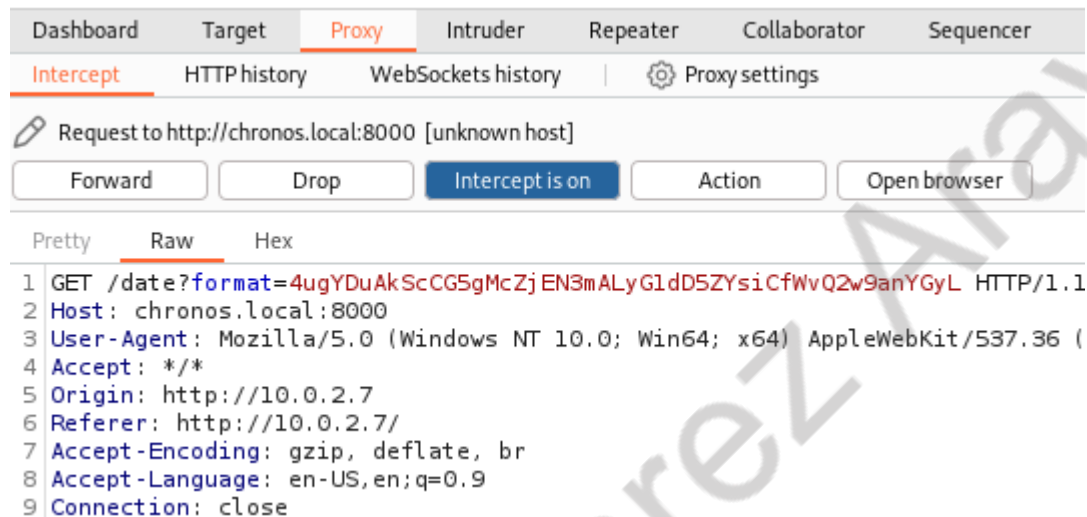 Dashboard Target Proxy Intruder Repeater Collaborator Sequencer
Intercept HTTP history WebSockets history Proxy settings
Request to http://chronos.local:8000 [unknown host]
Forward Drop Intercept is on Action Open browser
Pretty Raw Hex
1 GET /date?format=4ugYDuAkScCG5gMcZjEN3mALyG1dD5ZYsiCfWvQ2w9anYGyL HTTP/1.1
2 Host: chronos.local:8000
3 User-Agent: Mozilla/5.0 (Windows NT 10.0; Win64; x64) AppleWebKit/537.36 (
4 Accept: */*
5 Origin: http://10.0.2.7
6 Referer: http://10.0.2.7/
7 Accept-Encoding: gzip, deflate, br
8 Accept-Language: en-US,en;q=0.9
9 Connection: close